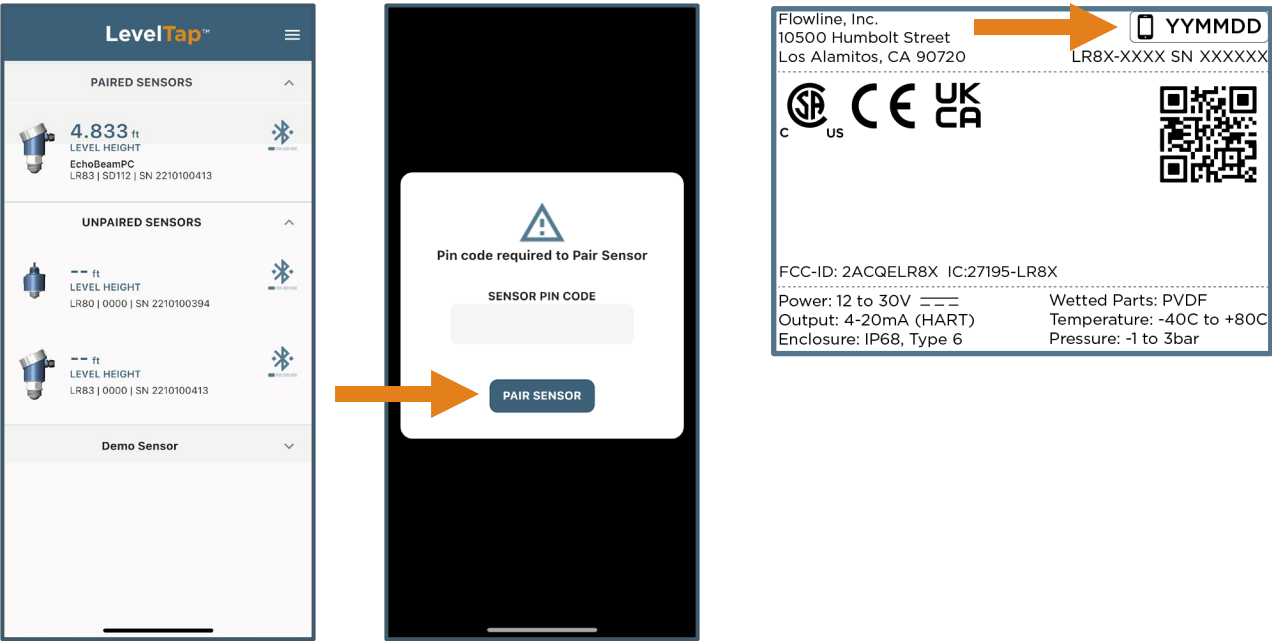 LevelTap™
PAIRED SENSORS
4.833 ft
LEVEL HEIGHT
EchoBeamPC
LR83 | SD112 | SN 2210100413
UNPAIRED SENSORS
-- ft
LEVEL HEIGHT
LR80 | 0000 | SN 2210100394
-- ft
LEVEL HEIGHT
LR83 | 0000 | SN 2210100413
Demo Sensor
Pin code required to Pair Sensor
SENSOR PIN CODE
PAIR SENSOR
Flowline, Inc.
10500 Humbolt Street
Los Alamitos, CA 90720
YYMMDD
LR8X-XXXX SN XXXXXX
C SA US CE UK
CA
FCC-ID: 2ACQELR8X IC:27195-LR8X
Power: 12 to 30V
Output: 4-20mA (HART)
Enclosure: IP68, Type 6
Wetted Parts: PVDF
Temperature: -40C to +80C
Pressure: -1 to 3bar